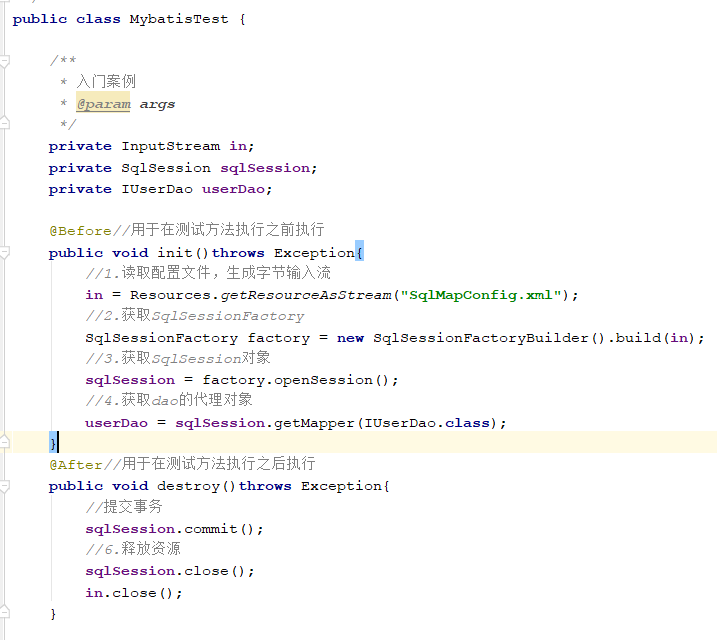 public class MybatisTest {
/**
* 入门案例
* @param args
*/
private InputStream in;
private SqlSession sqlSession;
private IUserDao userDao;
@Before//用于在测试方法执行之前执行
public void init()throws Exception{
//1.读取配置文件，生成字节输入流
in = Resources.getResourceAsStream("SqlMapConfig.xml");
//2.获取SqlSessionFactory
SqlSessionFactory factory = new SqlSessionFactoryBuilder().build(in);
//3.获取SqlSession对象
sqlSession = factory.openSession();
//4.获取dao的代理对象
userDao = sqlSession.getMapper(IUserDao.class);
}
@After//用于在测试方法执行之后执行
public void destroy()throws Exception{
//提交事务
sqlSession.commit();
//6.释放资源
sqlSession.close();
in.close();
}